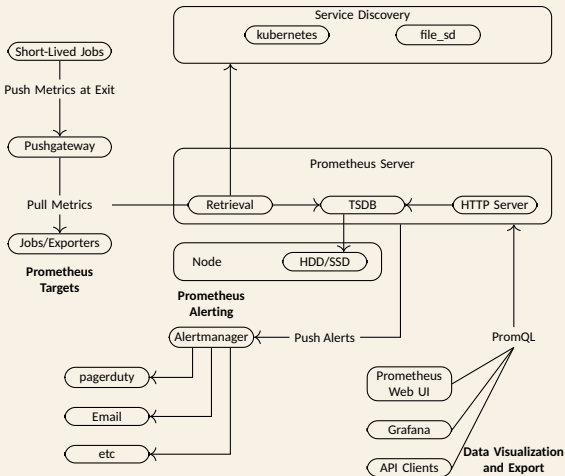 Service Discovery
kubernetes
file_sd
Short-Lived Jobs
Push Metrics at Exit
Pushgateway
Prometheus Server
Pull Metrics
Retrieval
TSDB
HTTP Server
Jobs/Exporters
Prometheus
Targets
Node
HDD/SSD
Prometheus
Alerting
Alertmanager
Push Alerts
PromQL
pagerduty
Prometheus
Web UI
Email
Grafana
etc
API Clients
Data Visualization
and Export